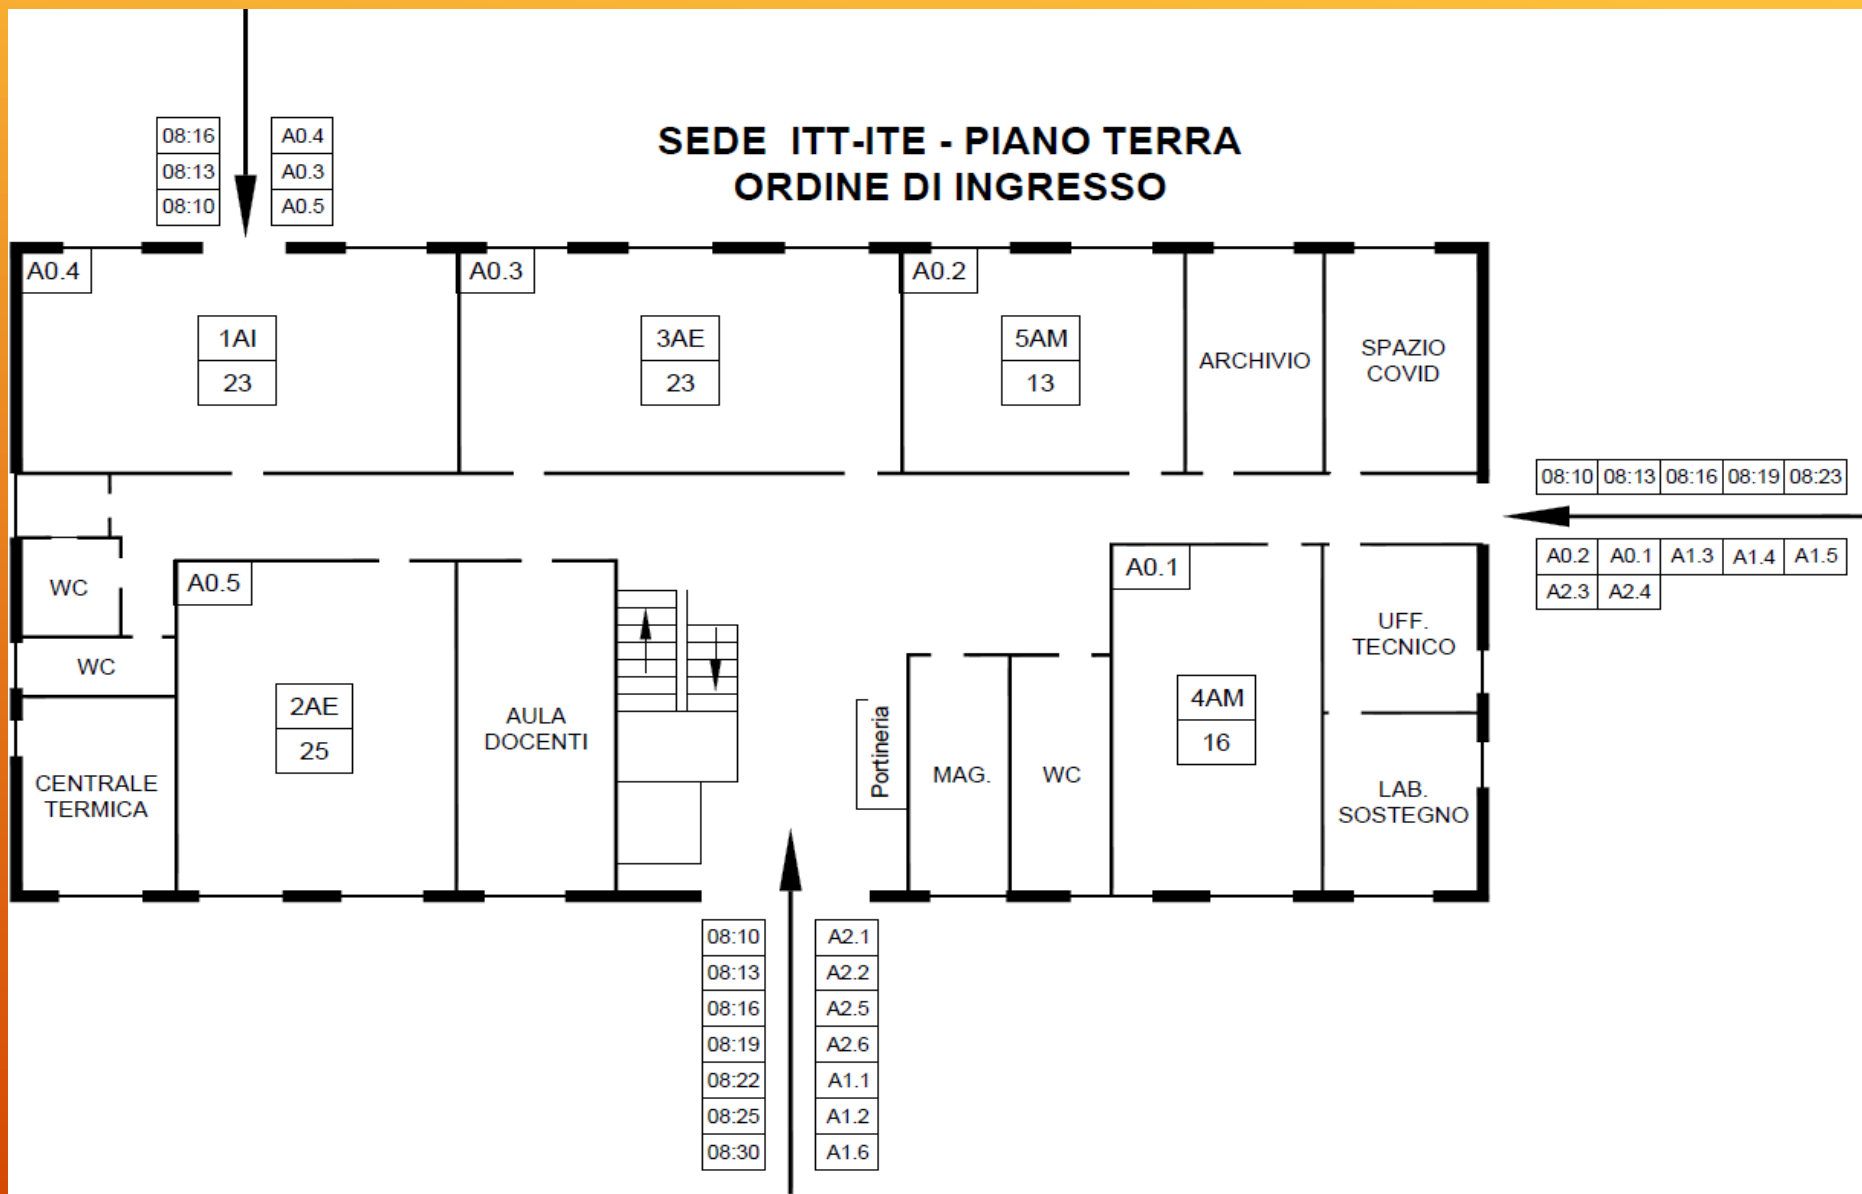 SEDE ITT-ITE - PIANO TERRA
ORDINE DI INGRESSO
08:16 A0.4
08:13 A0.3
08:10 A0.5
A0.4
1AI
23
A0.3
3AE
23
A0.2
5AM
13
ARCHIVIO
SPAZIO
COVID
08:10 08:13 08:16 08:19 08:23
A0.2 A0.1 A1.3 A1.4 A1.5
A2.3 A2.4
WC
WC
CENTRALE
TERMICA
A0.5
2AE
25
AULA
DOCENTI
Portineria
MAG.
WC
A0.1
4AM
16
UFF.
TECNICO
LAB.
SOSTEGNO
08:10 A2.1
08:13 A2.2
08:16 A2.5
08:19 A2.6
08:22 A1.1
08:25 A1.2
08:30 A1.6